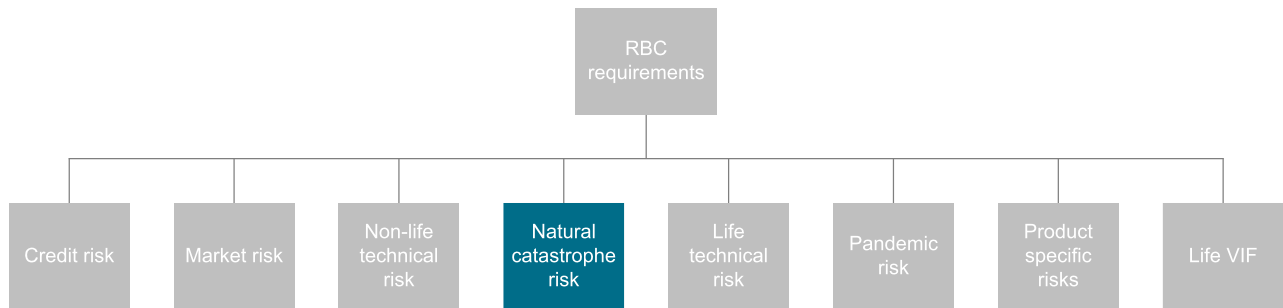 RBC
requirements
Credit risk
Market risk
Non-life
technical
risk
Natural
catastrophe
risk
Life
technical
risk
Pandemic
risk
Product
specific
risks
Life VIF